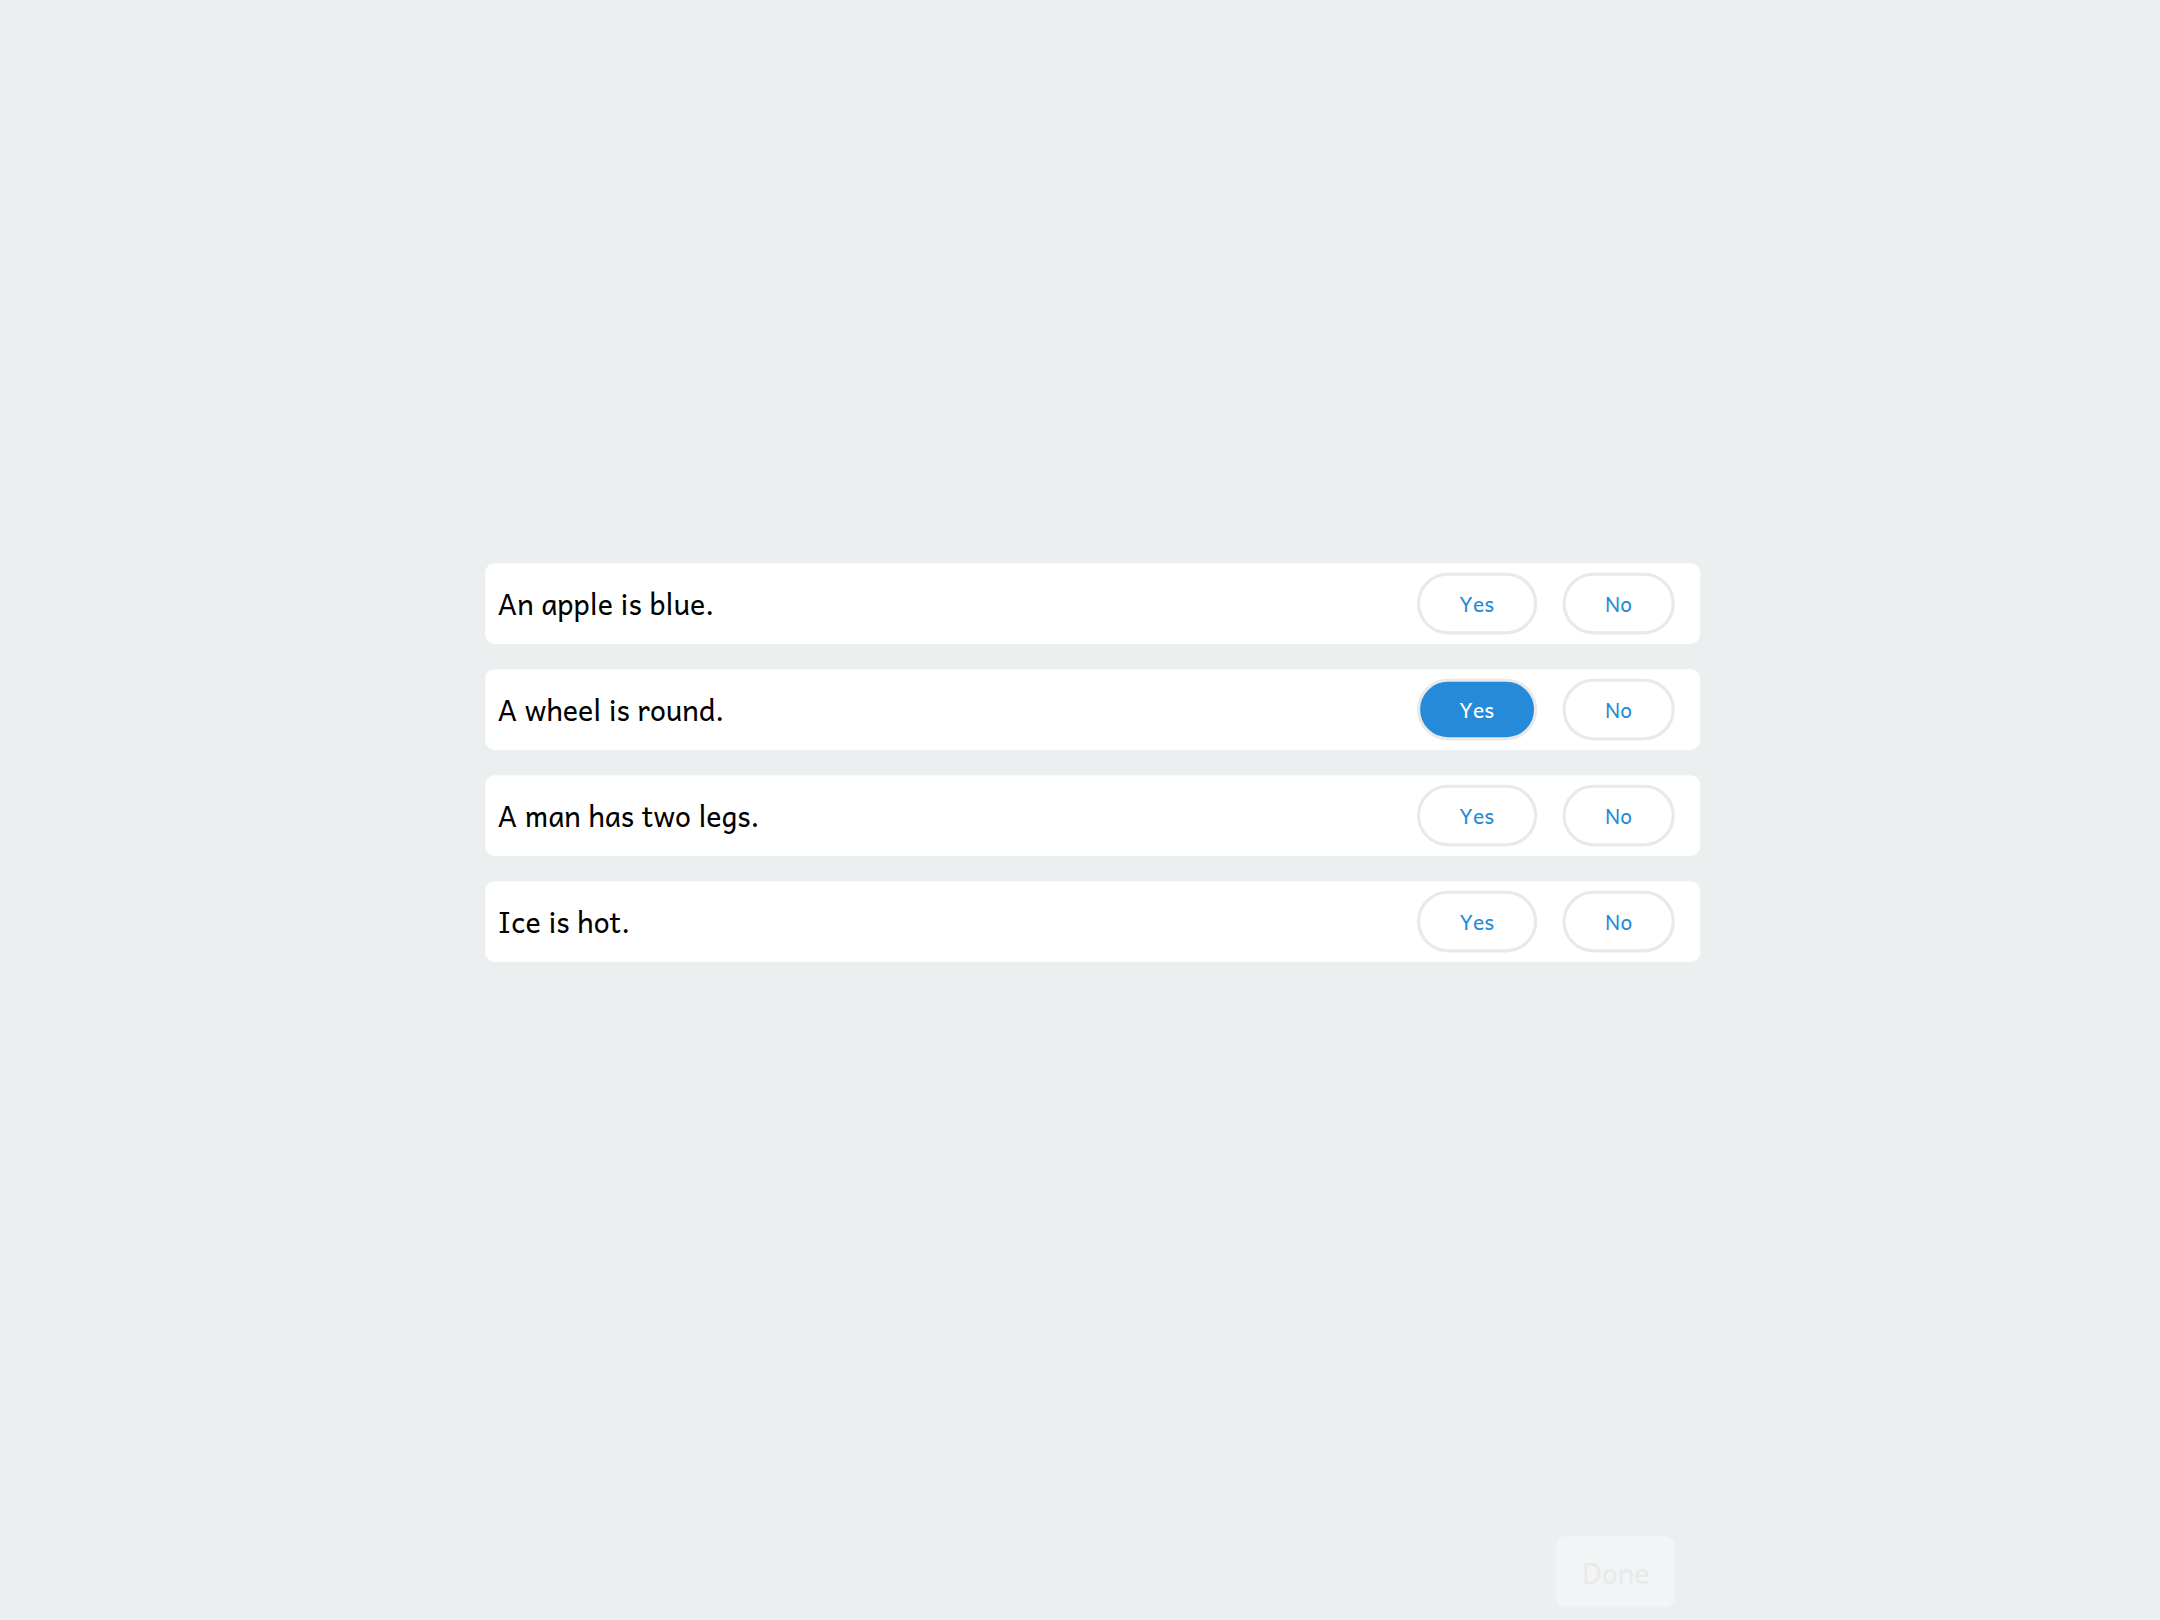 An apple is blue. Yes No
A wheel is round. Yes No
A man has two legs. Yes No
Ice is hot. Yes No
Done